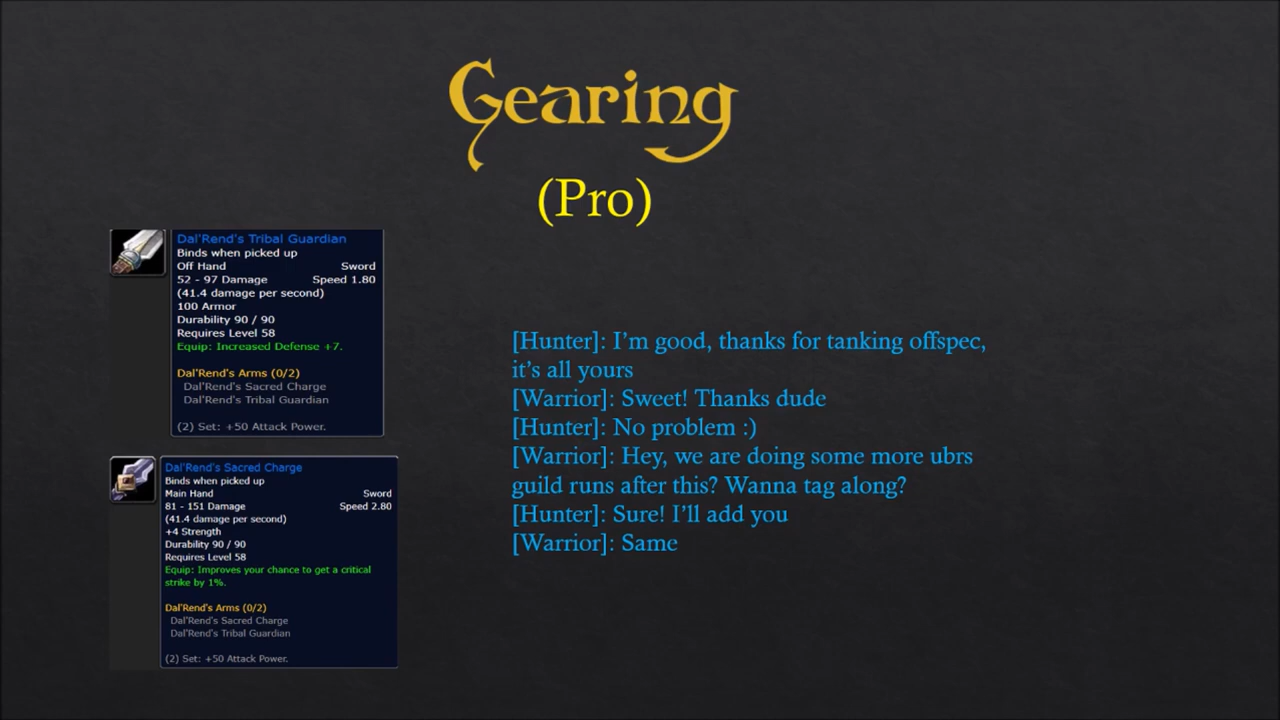 Gearing
(Pro)
Dal'Rend's Tribal Guardian
Binds when picked up
Off Hand Sword
52 - 97 Damage Speed 1.80
(41.4 damage per second)
100 Armor
Durability 90 / 90
Requires Level 58
Equip: Increased Defense +7.
Dal'Rend's Arms (0/2)
Dal'Rend's Sacred Charge
Dal'Rend's Tribal Guardian
(2) Set: +50 Attack Power.
Dal'Rend's Sacred Charge
Binds when picked up
Main Hand Sword
81 - 151 Damage Speed 2.80
(41.4 damage per second)
+4 Strength
Durability 90 / 90
Requires Level 58
Equip: Improves your chance to get a critical
strike by 1%.
Dal'Rend's Arms (0/2)
Dal'Rend's Sacred Charge
Dal'Rend's Tribal Guardian
(2) Set: +50 Attack Power.
[Hunter]: I’m good, thanks for tanking offspec,
it’s all yours
[Warrior]: Sweet! Thanks dude
[Hunter]: No problem :)
[Warrior]: Hey, we are doing some more ubrs
guild runs after this? Wanna tag along?
[Hunter]: Sure! I’ll add you
[Warrior]: Same